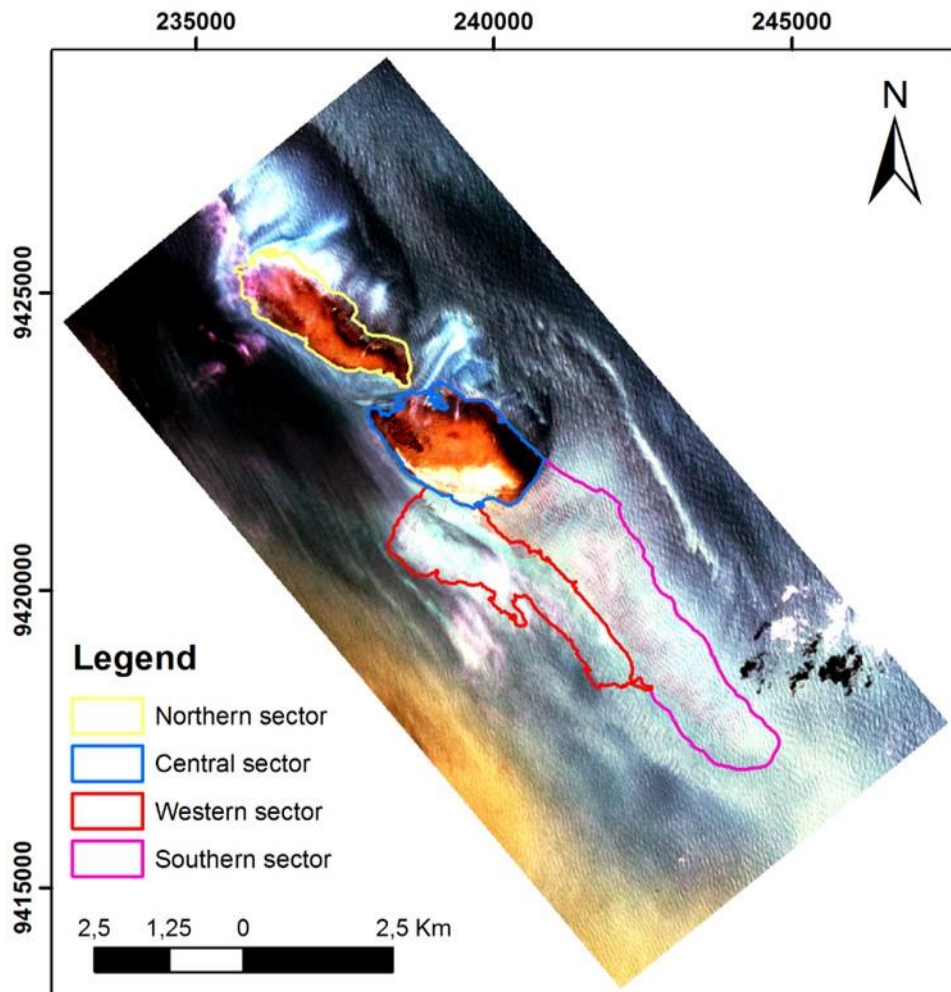 235000 240000 245000
N
9425000
9420000
9415000
Legend
Northern sector
Central sector
Western sector
Southern sector
2,5 1,25 0 2,5 Km